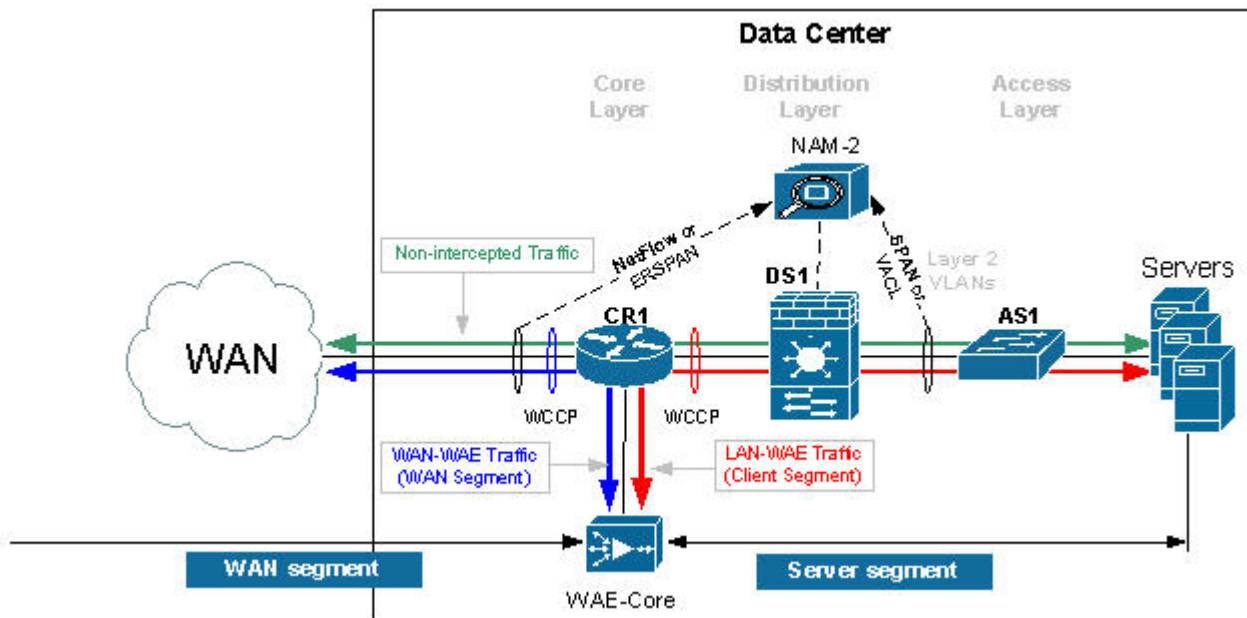 Data Center
Core
Layer
Distribution
Layer
Access
Layer
NAM-2
Non-intercepted Traffic
NetFlow or
ERSPAN
SPAN or
VACL
Layer 2
VLANs
Servers
DS1
CR1
AS1
WAN
WCCP
WCCP
WAN-WAE Traffic
(WAN Segment)
LAN-WAE Traffic
(Client Segment)
WAN segment
Server segment
WAE-Core